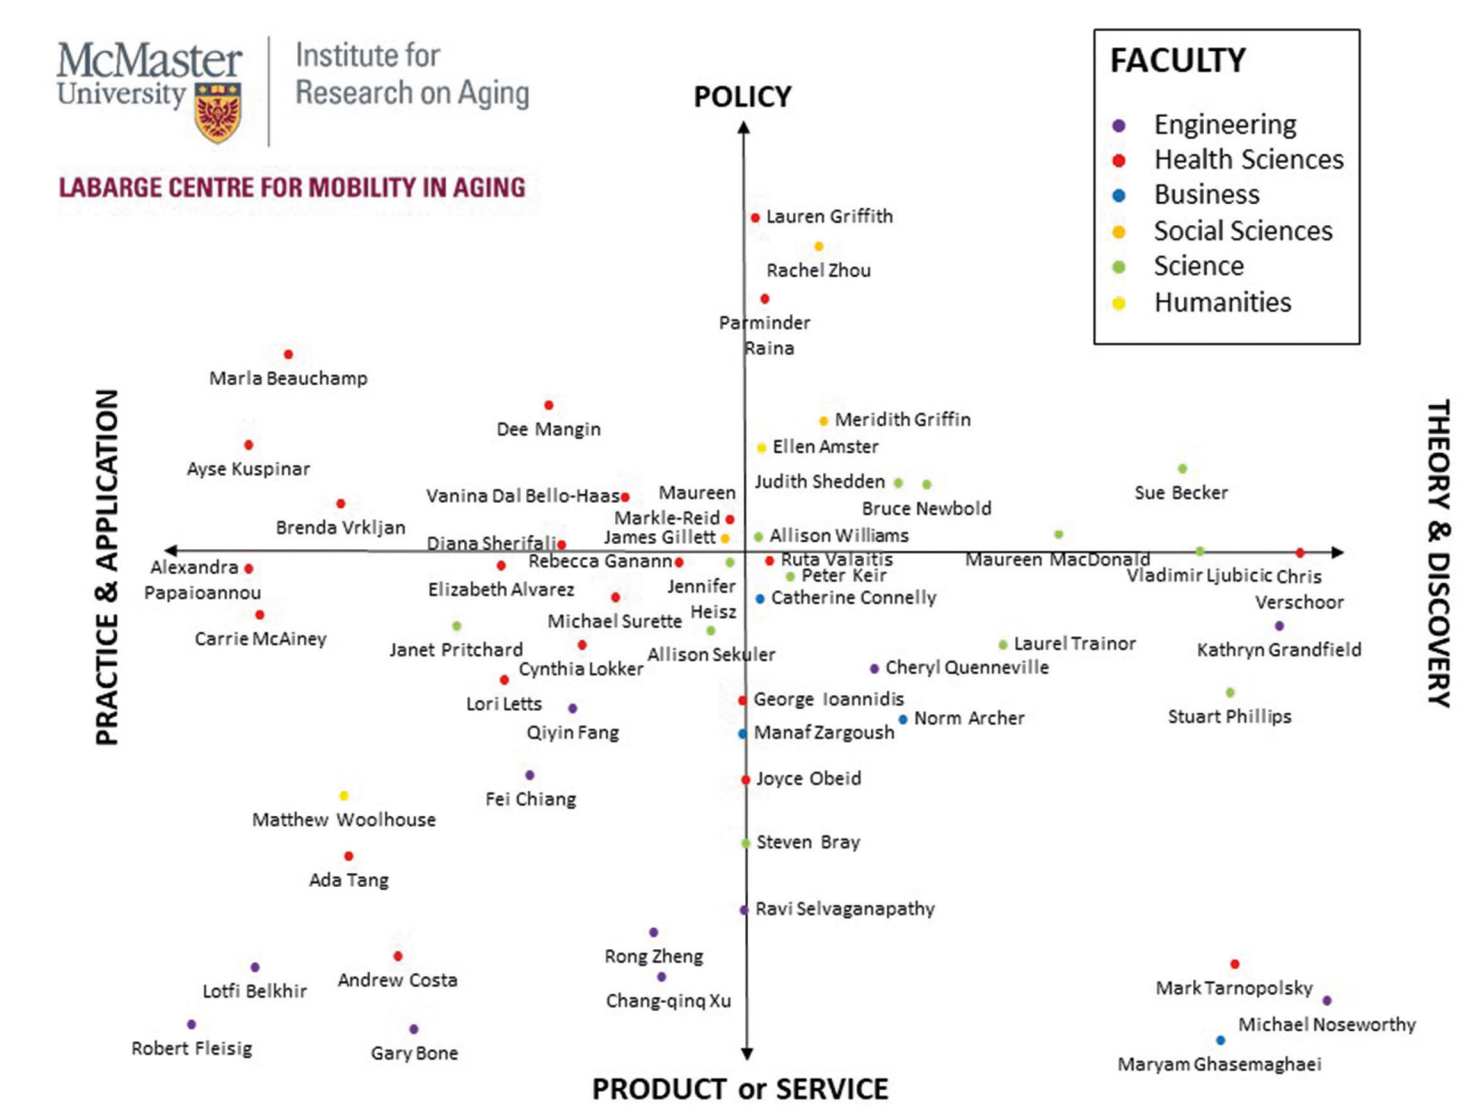 McMaster
University
Institute for
Research on Aging
LABARGE CENTRE FOR MOBILITY IN AGING
FACULTY
Engineering
Health Sciences
Business
Social Sciences
Science
Humanities
POLICY
Lauren Griffith
Rachel Zhou
Parminder
Raina
Marla Beauchamp
Dee Mangin
Meridith Griffin
Ellen Amster
Ayse Kuspinar
Judith Shedden
Bruce Newbold
Sue Becker
Vanina Dal Bello-Haas
Maureen
Markle-Reid
Brenda Vrkljan
James Gillett
Allison Williams
Diana Sherifali
Rebecca Ganann
Ruta Valaitis
Maureen MacDonald
Alexandra
Papaioannou
Elizabeth Alvarez
Jennifer
Heisz
Peter Keir
Vladimir Ljubicic
Chris
Verschoor
Catherine Connelly
Michael Surette
Carrie McAiney
Janet Pritchard
Cynthia Lokker
Allison Sekuler
Laurel Trainor
Kathryn Grandfield
Cheryl Quenneville
Lori Letts
George Ioannidis
Qiyin Fang
Manaf Zargoush
Norm Archer
Stuart Phillips
Joyce Obeid
Fei Chiang
Matthew Woolhouse
Steven Bray
Ada Tang
Ravi Selvaganapathy
Rong Zheng
Andrew Costa
Lotfi Belkhir
Chang-qinq Xu
Mark Tarnopolsky
Michael Noseworthy
Robert Fleisig
Gary Bone
Maryam Ghasemaghaei
PRACTICE & APPLICATION
THEORY & DISCOVERY
PRODUCT or SERVICE